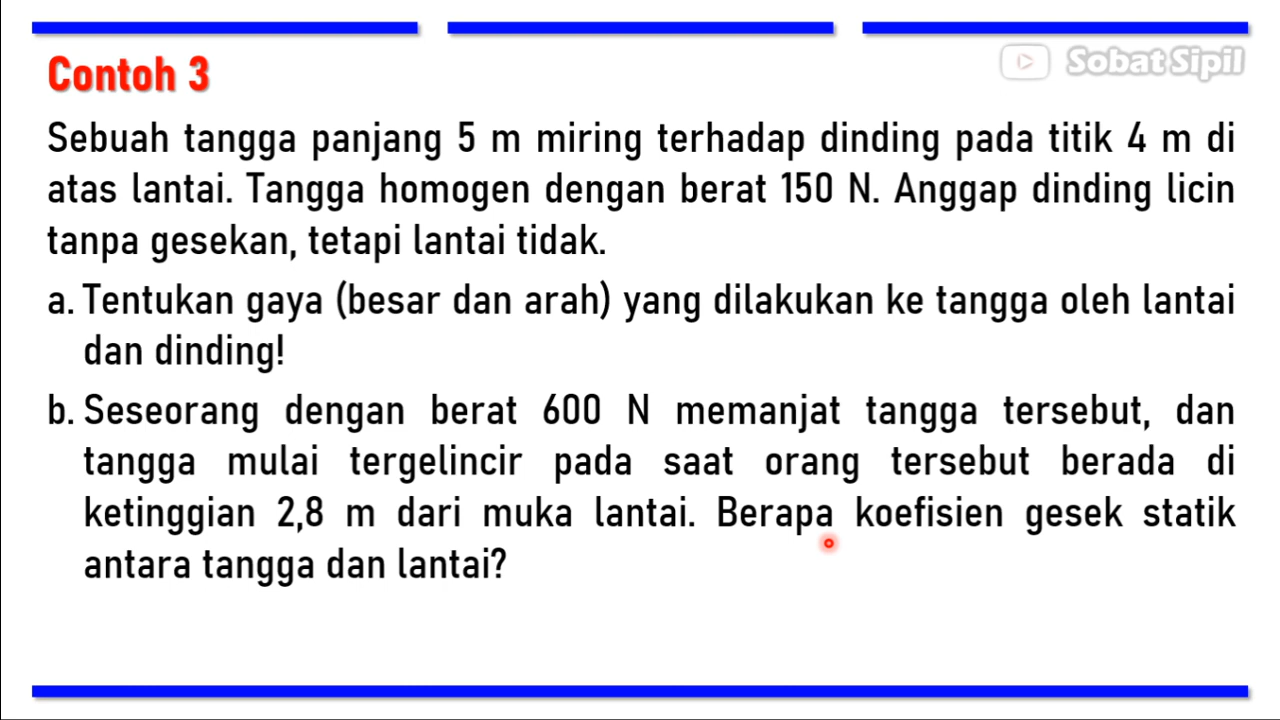 Sobat Sipil
Contoh 3
Sebuah tangga panjang 5 m miring terhadap dinding pada titik 4 m di
atas lantai. Tangga homogen dengan berat 150 N. Anggap dinding licin
tanpa gesekan, tetapi lantai tidak.
a. Tentukan gaya (besar dan arah) yang dilakukan ke tangga oleh lantai
dan dinding!
b. Seseorang dengan berat 600 N memanjat tangga tersebut, dan
tangga mulai tergelincir pada saat orang tersebut berada di
ketinggian 2,8 m dari muka lantai. Berapa koefisien gesek statik
antara tangga dan lantai?